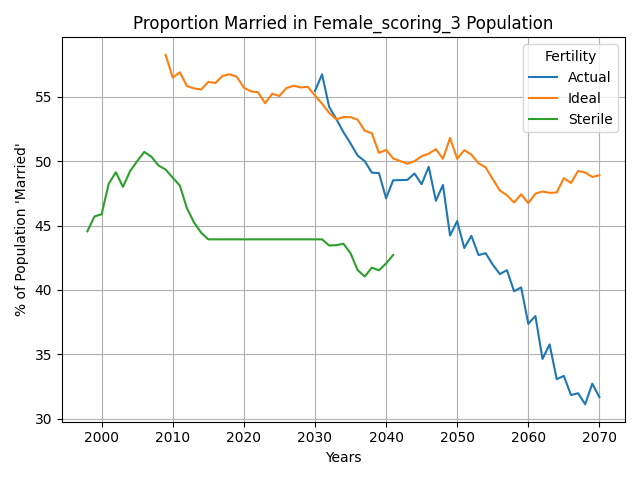 Proportion Married in Female_scoring_3 Population
% of Population 'Married'
55
50
45
40
35
30
Fertility
Actual
Ideal
Sterile
2000 2010 2020 2030 2040 2050 2060 2070
Years